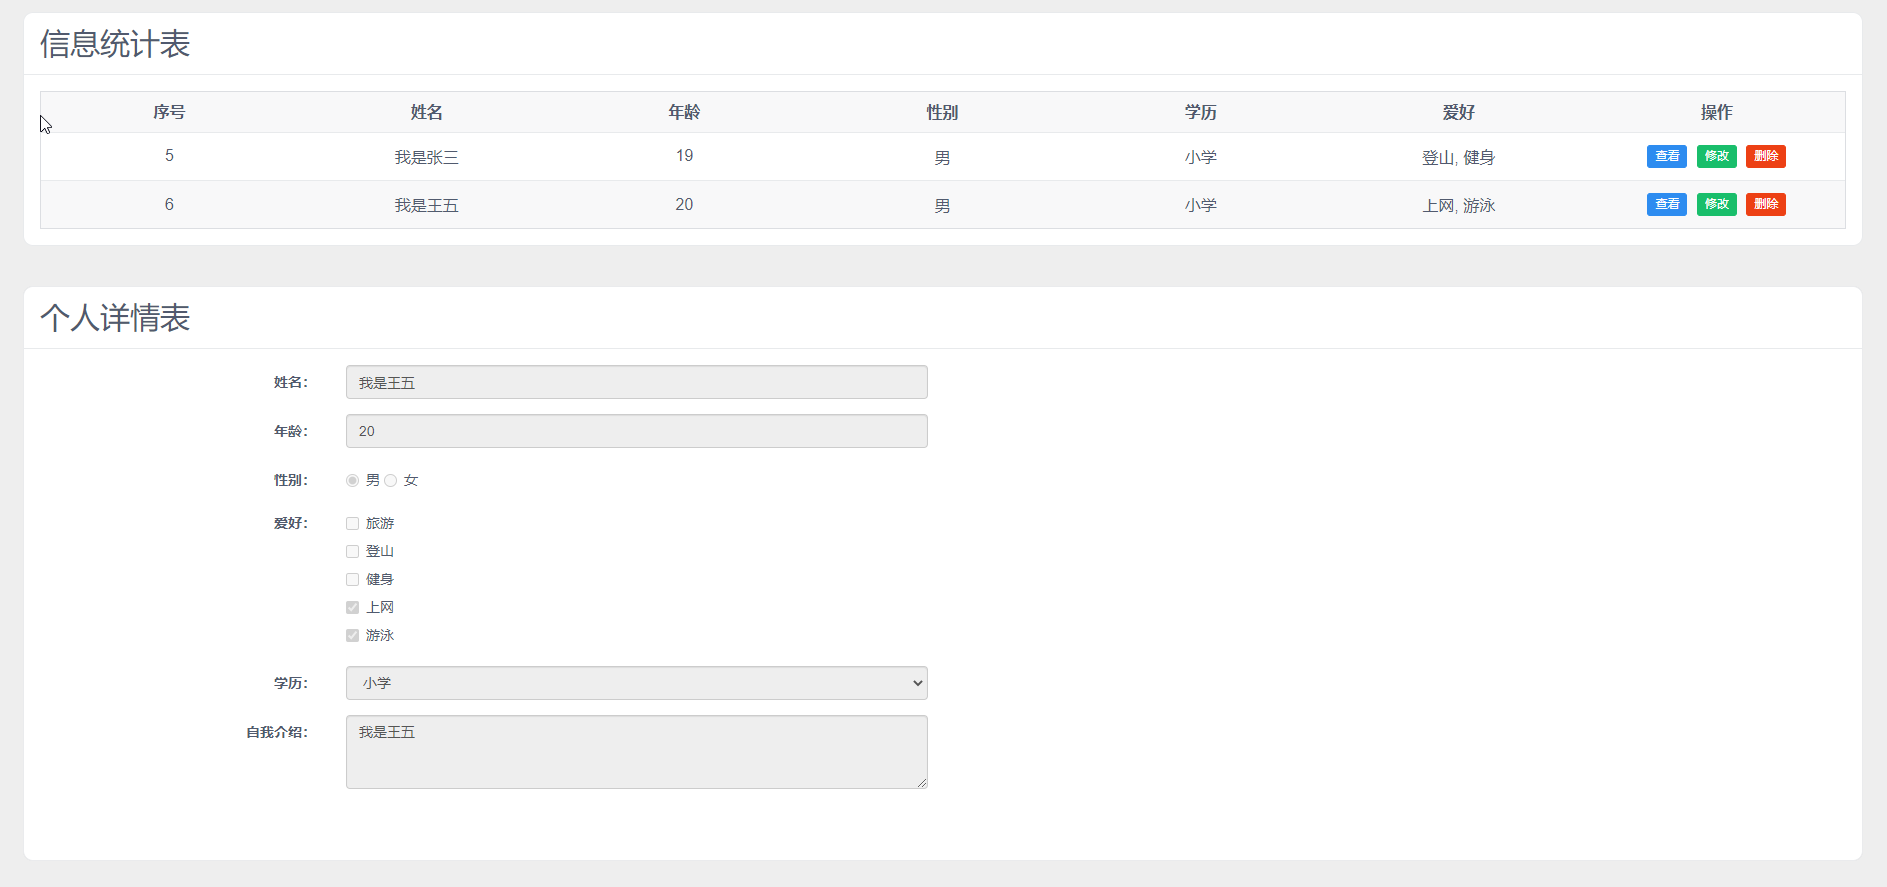 信息统计表
序号 姓名 年龄 性别 学历 爱好 操作
5 我是张三 19 男 小学 登山, 健身 查看 修改 删除
6 我是王五 20 男 小学 上网, 游泳 查看 修改 删除
个人详情表
姓名： 我是王五
年龄： 20
性别： 男 女
爱好： 旅游
登山
健身
上网
游泳
学历： 小学
自我介绍： 我是王五